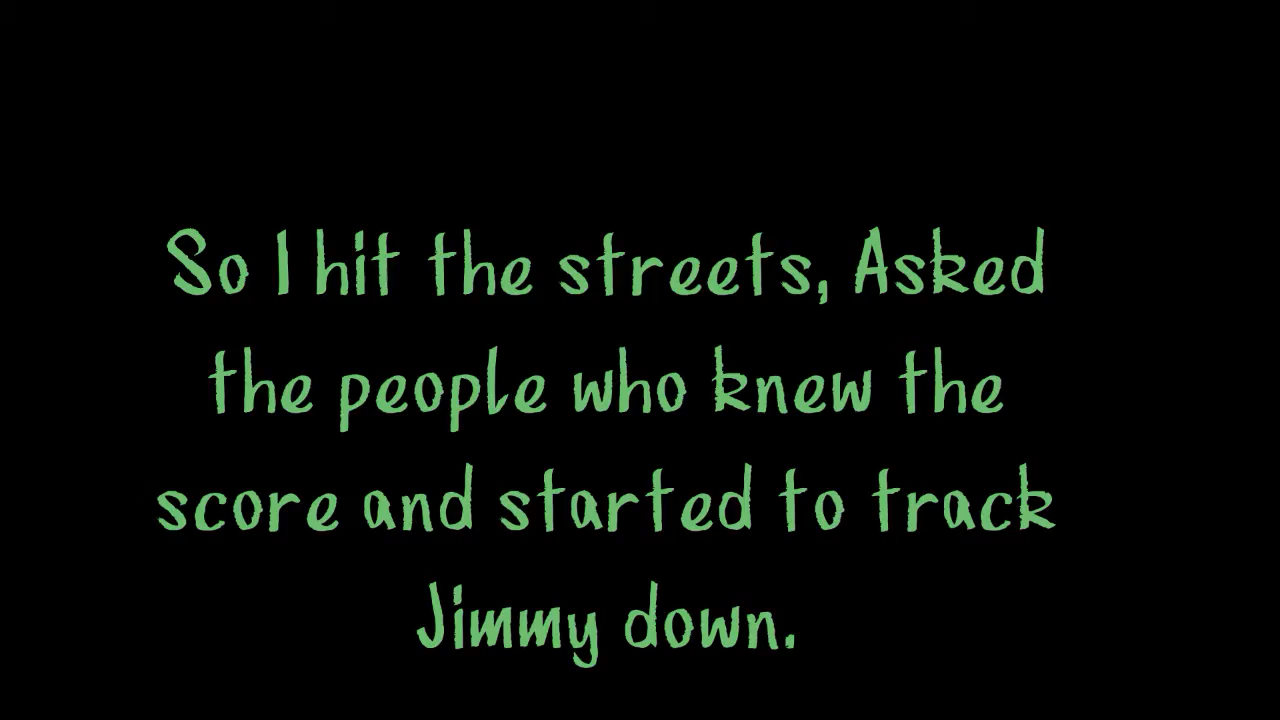 So I hit the streets, Asked
the people who knew the
score and started to track
Jimmy down.